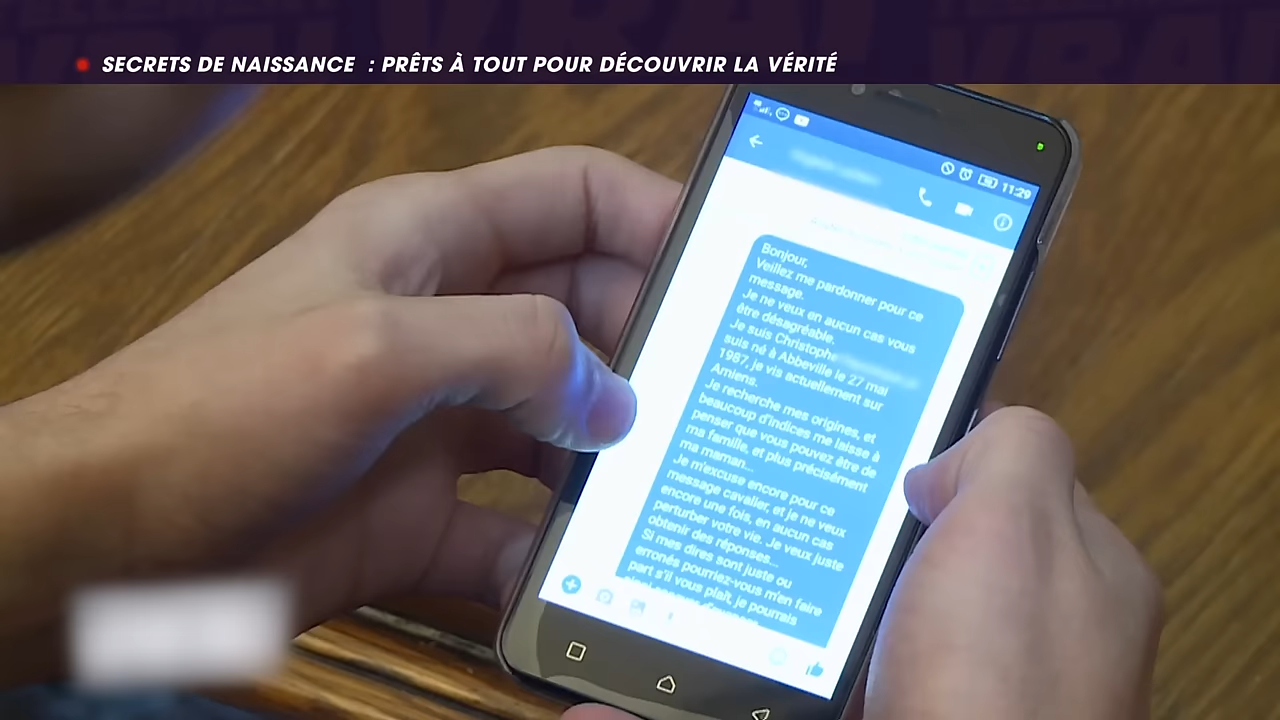 SECRETS DE NAISSANCE : PRÊTS À TOUT POUR DÉCOUVRIR LA VÉRITÉ
11:29
Bonjour,
Veillez me pardonner pour ce
message.
Je ne veux en aucun cas vous
être désagréable.
Je suis Christophe
suis né à Abbeville le 27 mai
1987, je vis actuellement sur
Amiens.
Je recherche mes origines, et
beaucoup d'indices me laisse à
penser que vous pouvez être de
ma famille, et plus précisément
ma maman...
Je m'excuse encore pour ce
message cavalier, et je ne veux
encore une fois, en aucun cas
perturber votre vie. Je veux juste
obtenir des réponses...
Si mes dires sont juste ou
erronés pourriez-vous m'en faire
part s'il vous plaît, je pourrais